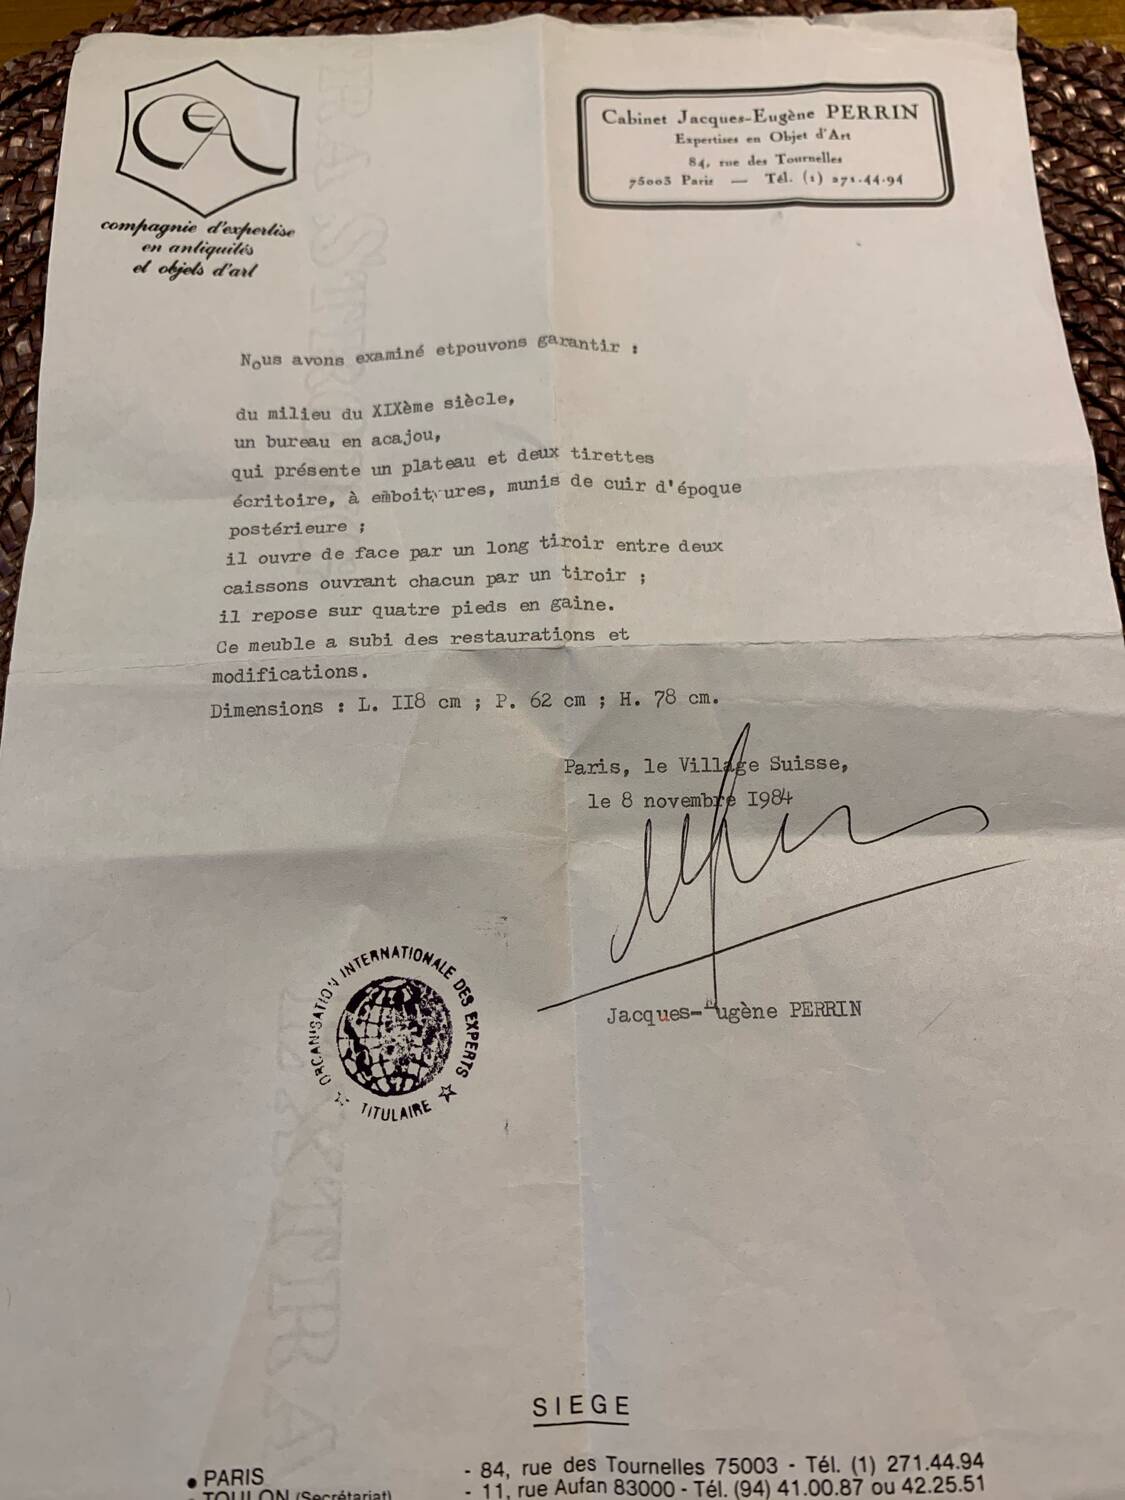 CEA
compagnie d'expertise
en antiquités
et objets d'art
Cabinet Jacques-Eugène PERRIN
Expertises en Objet d'Art
84, rue des Tournelles
75003 Paris — Tél. (1) 271.44.94
Nous avons examiné etpouvons garantir :
du milieu du XIXème siècle,
un bureau en acajou,
qui présente un plateau et deux tirettes
écritoire, à emboitures, munis de cuir d'époque
postérieure ;
il ouvre de face par un long tiroir entre deux
caissons ouvrant chacun par un tiroir ;
il repose sur quatre pieds en gaine.
Ce meuble a subi des restaurations et
modifications.
Dimensions : L. II8 cm ; P. 62 cm ; H. 78 cm.
Paris, le Village Suisse,
le 8 novembre I984
Jacques-Eugène PERRIN
ORGANISATION INTERNATIONALE DES EXPERTS
TITULAIRE
EXTRA STRONG
EXTRA
SIEGE
• PARIS - 84, rue des Tournelles 75003 - Tél. (1) 271.44.94
• TOULON (Secrétariat) - 11, rue Aufan 83000 - Tél. (94) 41.00.87 ou 42.25.51